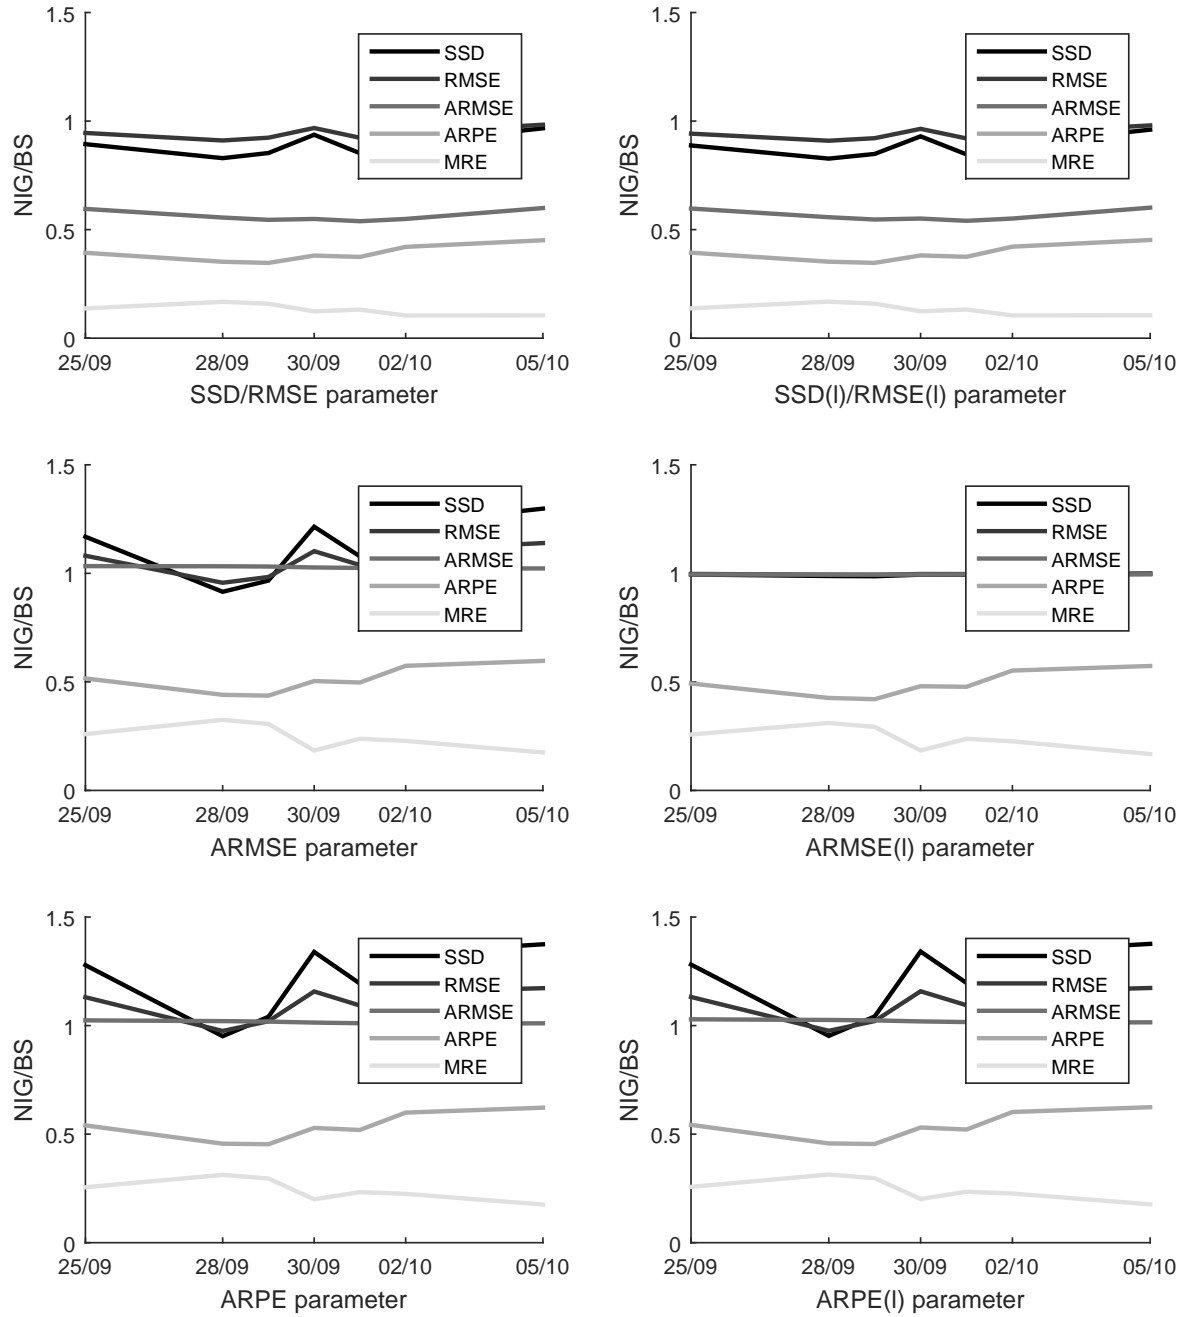 1.5
1
0.5
0
NIG/BS
SSD
RMSE
ARMSE
ARPE
MRE
25/09 28/09 30/09 02/10 05/10
SSD/RMSE parameter
1.5
1
0.5
0
NIG/BS
SSD
RMSE
ARMSE
ARPE
MRE
25/09 28/09 30/09 02/10 05/10
SSD(l)/RMSE(l) parameter
1.5
1
0.5
0
NIG/BS
SSD
RMSE
ARMSE
ARPE
MRE
25/09 28/09 30/09 02/10 05/10
ARMSE parameter
1.5
1
0.5
0
NIG/BS
SSD
RMSE
ARMSE
ARPE
MRE
25/09 28/09 30/09 02/10 05/10
ARMSE(l) parameter
1.5
1
0.5
0
NIG/BS
SSD
RMSE
ARMSE
ARPE
MRE
25/09 28/09 30/09 02/10 05/10
ARPE parameter
1.5
1
0.5
0
NIG/BS
SSD
RMSE
ARMSE
ARPE
MRE
25/09 28/09 30/09 02/10 05/10
ARPE(l) parameter